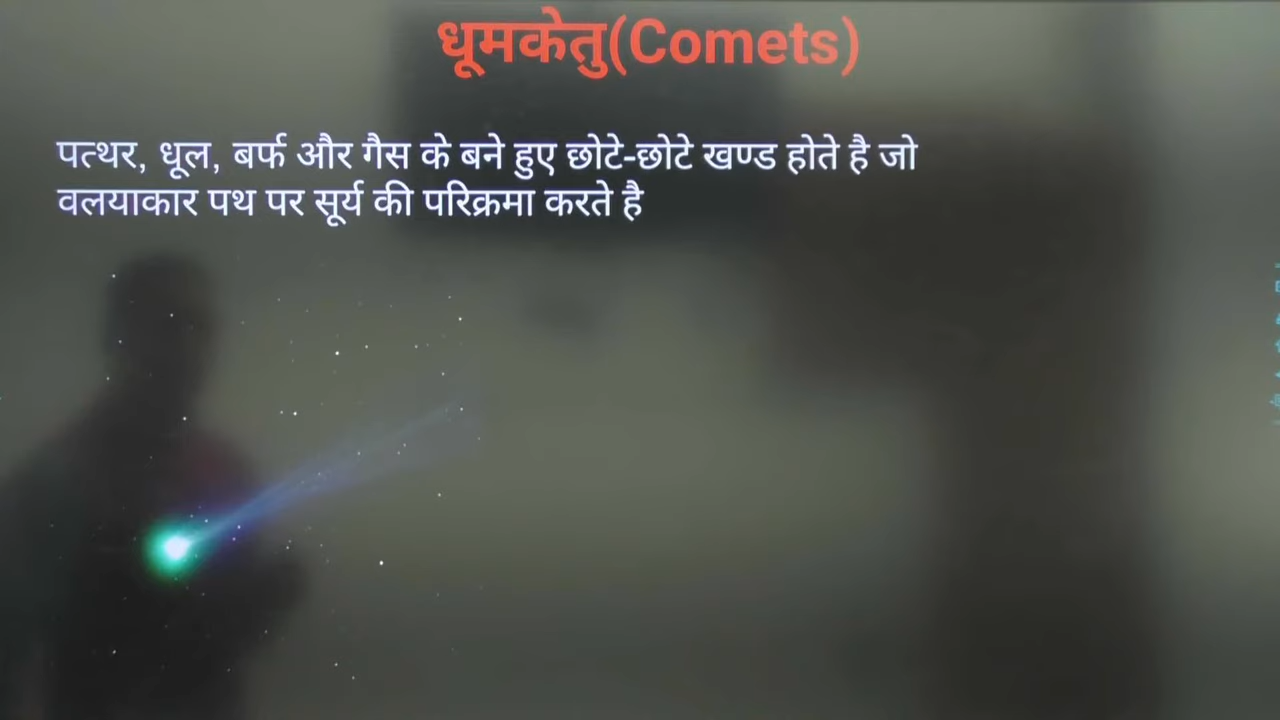 धूमकेतु(Comets)
पत्थर, धूल, बर्फ और गैस के बने हुए छोटे-छोटे खण्ड होते है जो
वलयाकार पथ पर सूर्य की परिक्रमा करते है